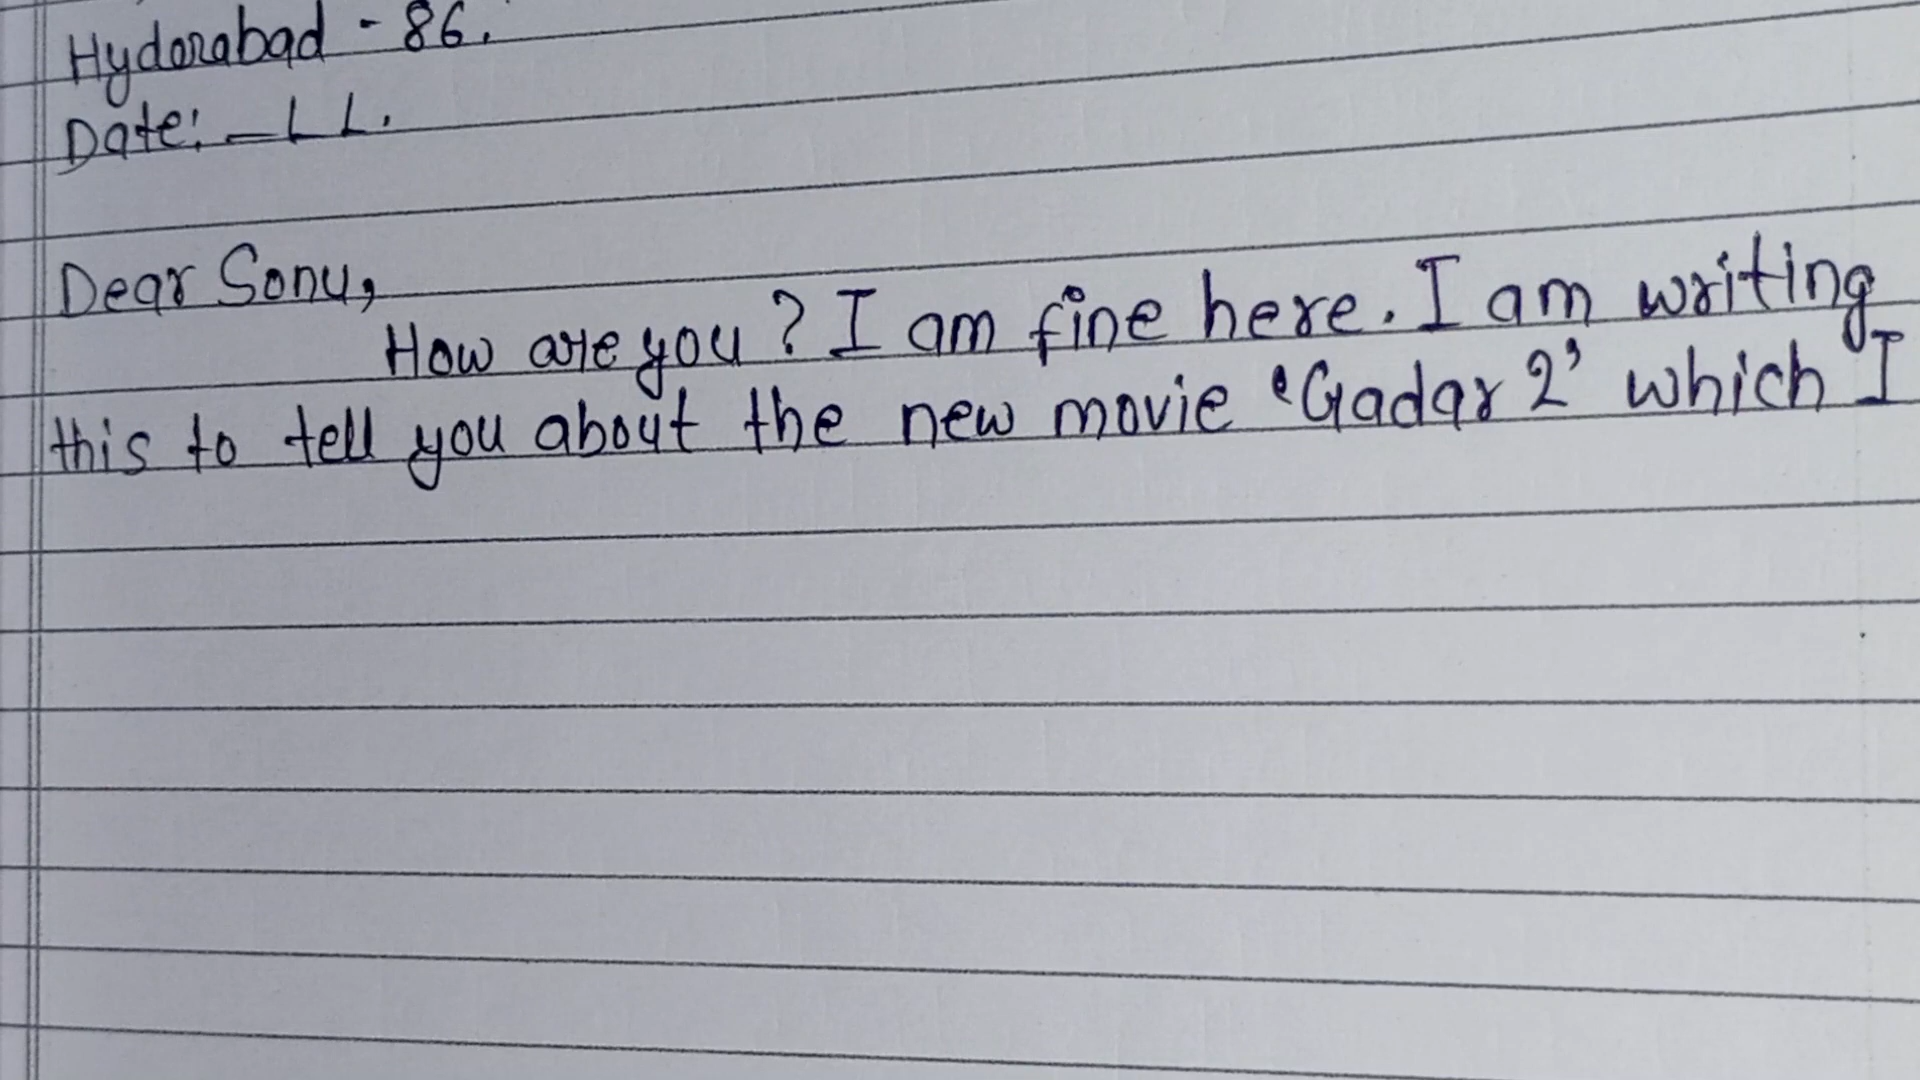 Hyderabad - 86.
Date: _ L L.
Dear Sonu,
How are you? I am fine here. I am writing
this to tell you about the new movie 'Gadar 2' which I